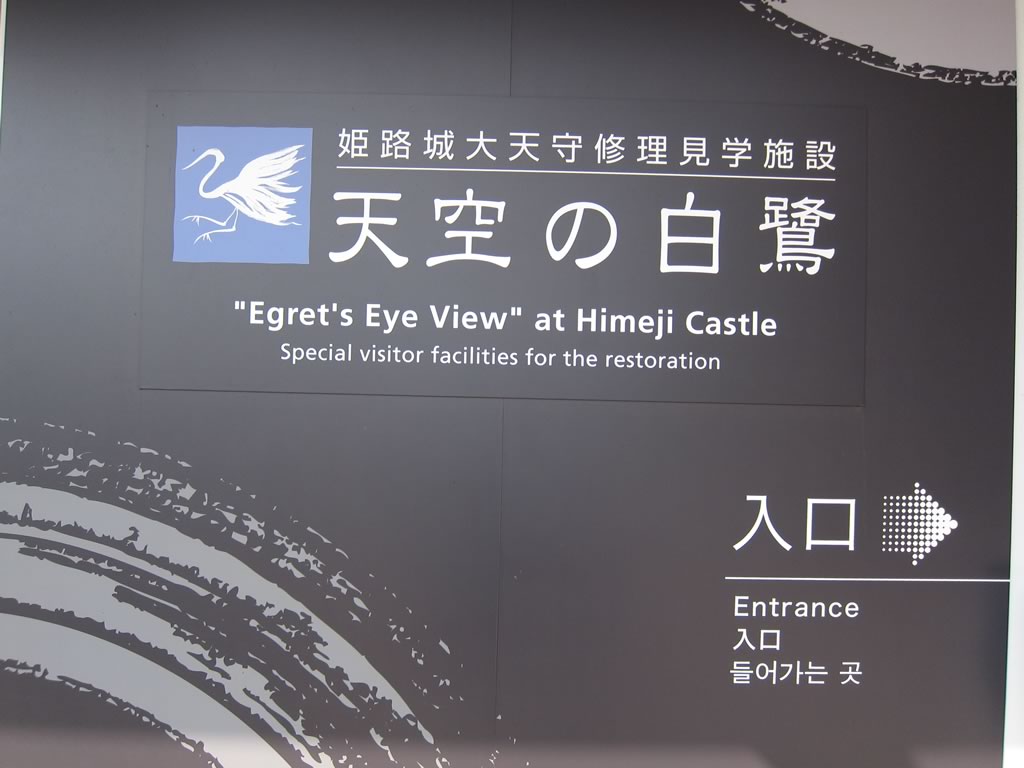 姫路城大天守修理見学施設
天空の白鷺
"Egret's Eye View" at Himeji Castle
Special visitor facilities for the restoration
入口
Entrance
入口
들어가는 곳